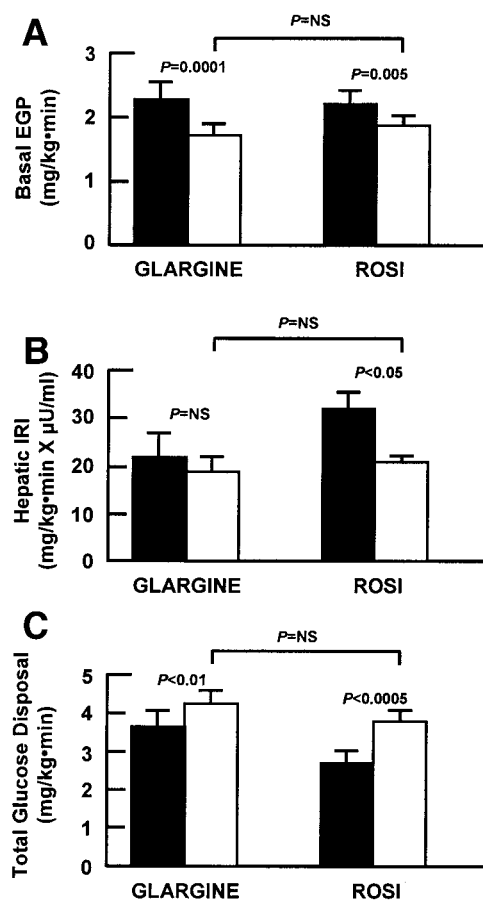 A
P=NS
P=0.0001
P=0.005
Basal EGP
(mg/kg•min)
3
2
1
0
GLARGINE ROSI
B
P=NS
P=NS
P<0.05
Hepatic IRI
(mg/kg•min X µU/ml)
40
30
20
10
0
GLARGINE ROSI
C
P=NS
P<0.01
P<0.0005
Total Glucose Disposal
(mg/kg•min)
5
4
3
2
1
0
GLARGINE ROSI